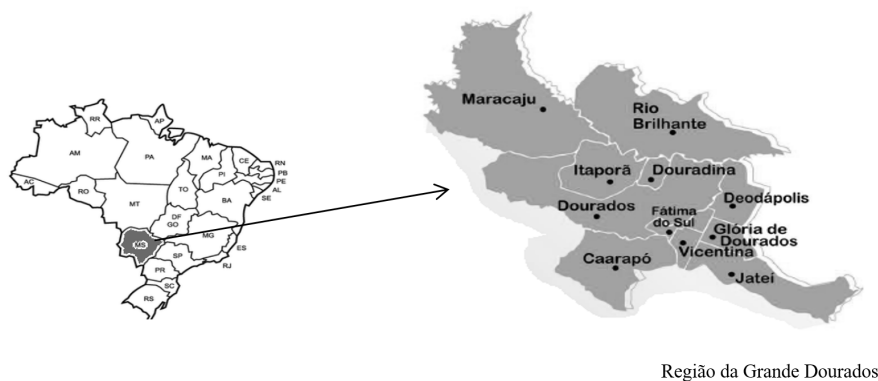 RR
AP
AM
PA
MA
CE
RN
PB
PE
AL
SE
PI
AC
RO
TO
BA
MT
DF
GO
MG
ES
MS
SP
RJ
PR
SC
RS
Maracaju
Rio
Brilhante
Itaporã
Douradina
Deodápolis
Dourados
Fátima
do Sul
Glória de
Dourados
Vicentina
Caarapó
Jateí
Região da Grande Dourados